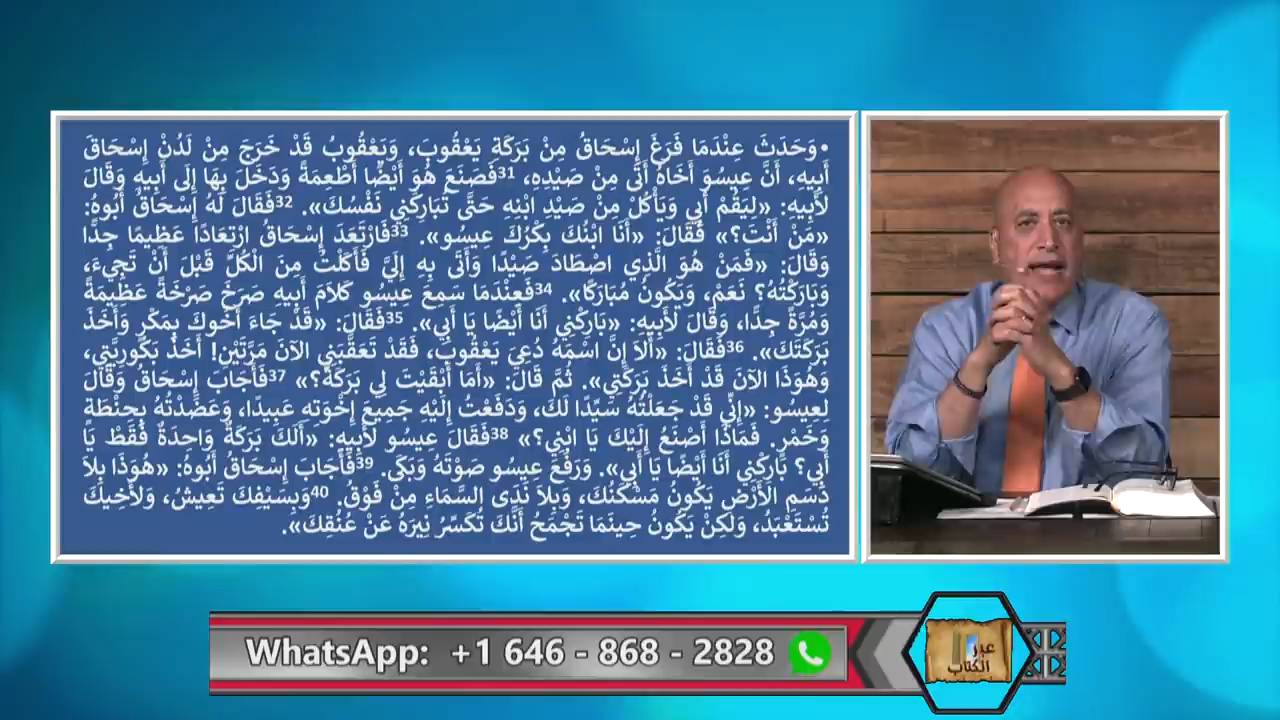 •وَحَدَثَ عِنْدَمَا فَرَغَ إِسْحَاقُ مِنْ بَرَكَةِ يَعْقُوبَ، وَيَعْقُوبُ قَدْ خَرَجَ مِنْ لَدُنْ إِسْحَاقَ
أَبِيهِ، أَنَّ عِيسُوَ أَخَاهُ أَتَى مِنْ صَيْدِهِ، 31فَصَنَعَ هُوَ أَيْضًا أَطْعِمَةً وَدَخَلَ بِهَا إِلَى أَبِيهِ وَقَالَ
لأَبِيهِ: «لِيَقُمْ أَبِي وَيَأْكُلْ مِنْ صَيْدِ ابْنِهِ حَتَّى تُبَارِكَنِي نَفْسُكَ». 32فَقَالَ لَهُ إِسْحَاقُ أَبُوهُ:
«مَنْ أَنْتَ؟» فَقَالَ: «أَنَا ابْنُكَ بِكْرُكَ عِيسُو». 33فَارْتَعَدَ إِسْحَاقُ ارْتِعَادًا عَظِيمًا جِدًّا
وَقَالَ: «فَمَنْ هُوَ الَّذِي اصْطَادَ صَيْدًا وَأَتَى بِهِ إِلَيَّ فَأَكَلْتُ مِنَ الْكُلِّ قَبْلَ أَنْ تَجِيءَ،
وَبَارَكْتُهُ؟ نَعَمْ، وَيَكُونُ مُبَارَكًا». 34فَعِنْدَمَا سَمِعَ عِيسُو كَلاَمَ أَبِيهِ صَرَخَ صَرْخَةً عَظِيمَةً
وَمُرَّةً جِدًّا، وَقَالَ لأَبِيهِ: «بَارِكْنِي أَنَا أَيْضًا يَا أَبِي». 35فَقَالَ: «قَدْ جَاءَ أَخُوكَ بِمَكْرٍ وَأَخَذَ
بَرَكَتَكَ». 36فَقَالَ: «أَلاَ إِنَّ اسْمَهُ دُعِيَ يَعْقُوبَ، فَقَدْ تَعَقَّبَنِي الآنَ مَرَّتَيْنِ! أَخَذَ بَكُورِيَّتِي،
وَهُوَذَا الآنَ قَدْ أَخَذَ بَرَكَتِي». ثُمَّ قَالَ: «أَمَا أَبْقَيْتَ لِي بَرَكَةً؟» 37فَأَجَابَ إِسْحَاقُ وَقَالَ
لِعِيسُو: «إِنِّي قَدْ جَعَلْتُهُ سَيِّدًا لَكَ، وَدَفَعْتُ إِلَيْهِ جَمِيعَ إِخْوَتِهِ عَبِيدًا، وَعَضَدْتُهُ بِحِنْطَةٍ
وَخَمْرٍ. فَمَاذَا أَصْنَعُ إِلَيْكَ يَا ابْنِي؟» 38فَقَالَ عِيسُو لأَبِيهِ: «أَلَكَ بَرَكَةٌ وَاحِدَةٌ فَقَطْ يَا
أَبِي؟ بَارِكْنِي أَنَا أَيْضًا يَا أَبِي». وَرَفَعَ عِيسُو صَوْتَهُ وَبَكَى. 39فَأَجَابَ إِسْحَاقُ أَبُوهُ: «هُوَذَا بِلاَ
دَسَمِ الأَرْضِ يَكُونُ مَسْكَنُكَ، وَبِلاَ نَدَى السَّمَاءِ مِنْ فَوْقُ. 40وَبِسَيْفِكَ تَعِيشُ، وَلأَخِيكَ
تُسْتَعْبَدُ، وَلَكِنْ يَكُونُ حِينَمَا تَجْمَحُ أَنَّكَ تُكَسِّرُ نِيرَهُ عَنْ عُنُقِكَ».
WhatsApp: +1 646 - 868 - 2828
عبر
الكتاب